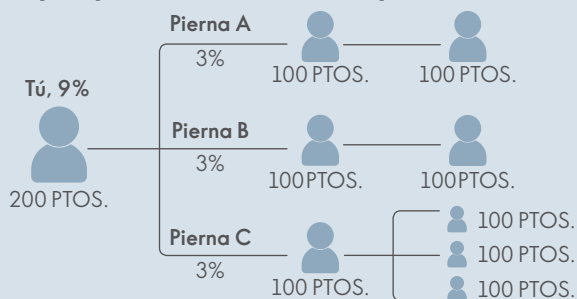 Pierna A
3%
100 PTOS.
100 PTOS.
Tú, 9%
200 PTOS.
Pierna B
3%
100PTOS.
100PTOS.
Pierna C
3%
100 PTOS.
100 PTOS.
100 PTOS.
100 PTOS.